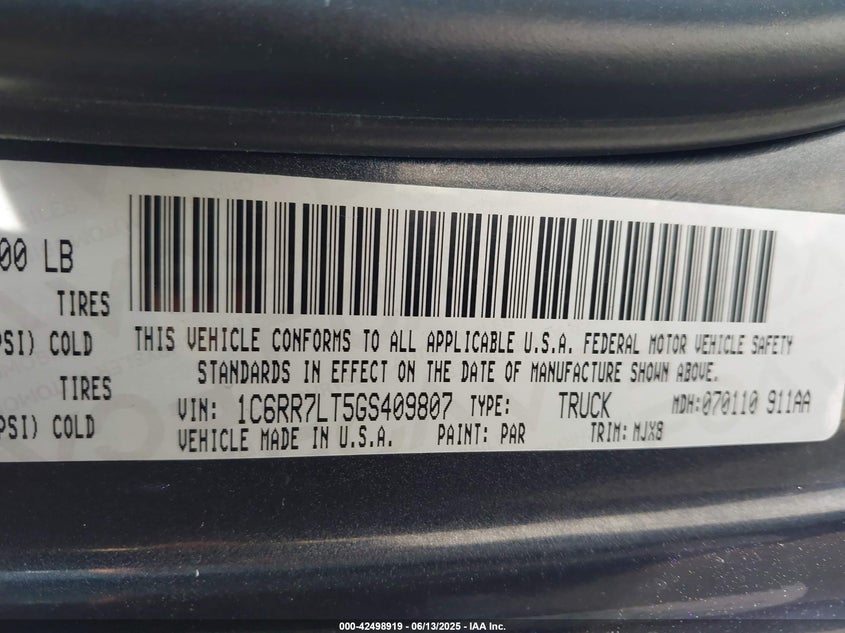 00 LB
TIRES
PSI) COLD
TIRES
PSI) COLD
THIS VEHICLE CONFORMS TO ALL APPLICABLE U.S.A. FEDERAL MOTOR VEHICLE SAFETY
STANDARDS IN EFFECT ON THE DATE OF MANUFACTURE SHOWN ABOVE.
VIN: 1C6RR7LT5GS409807 TYPE: TRUCK MDH:070110 911AA
VEHICLE MADE IN U.S.A. PAINT: PAR TRIM: MJX8
000-42498919 - 06/13/2025 - IAA Inc.